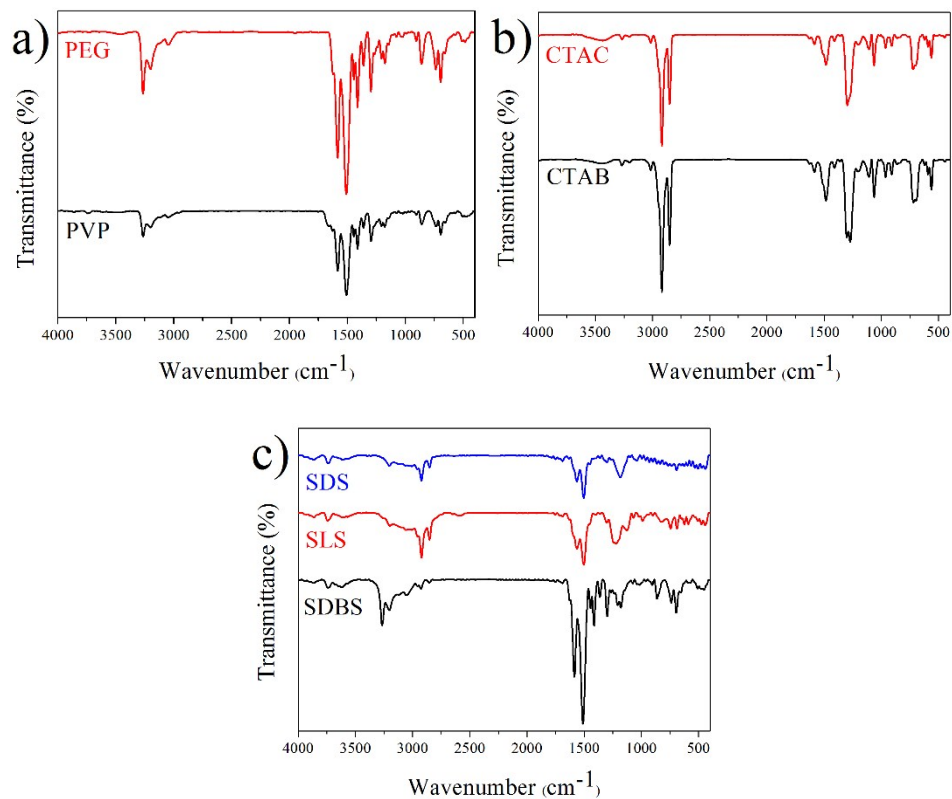 a)
PEG
PVP
Transmittance (%)
4000 3500 3000 2500 2000 1500 1000 500
Wavenumber (cm-1)
b)
CTAC
CTAB
Transmittance (%)
4000 3500 3000 2500 2000 1500 1000 500
Wavenumber (cm-1)
c)
SDS
SLS
SDBS
Transmittance (%)
4000 3500 3000 2500 2000 1500 1000 500
Wavenumber (cm-1)